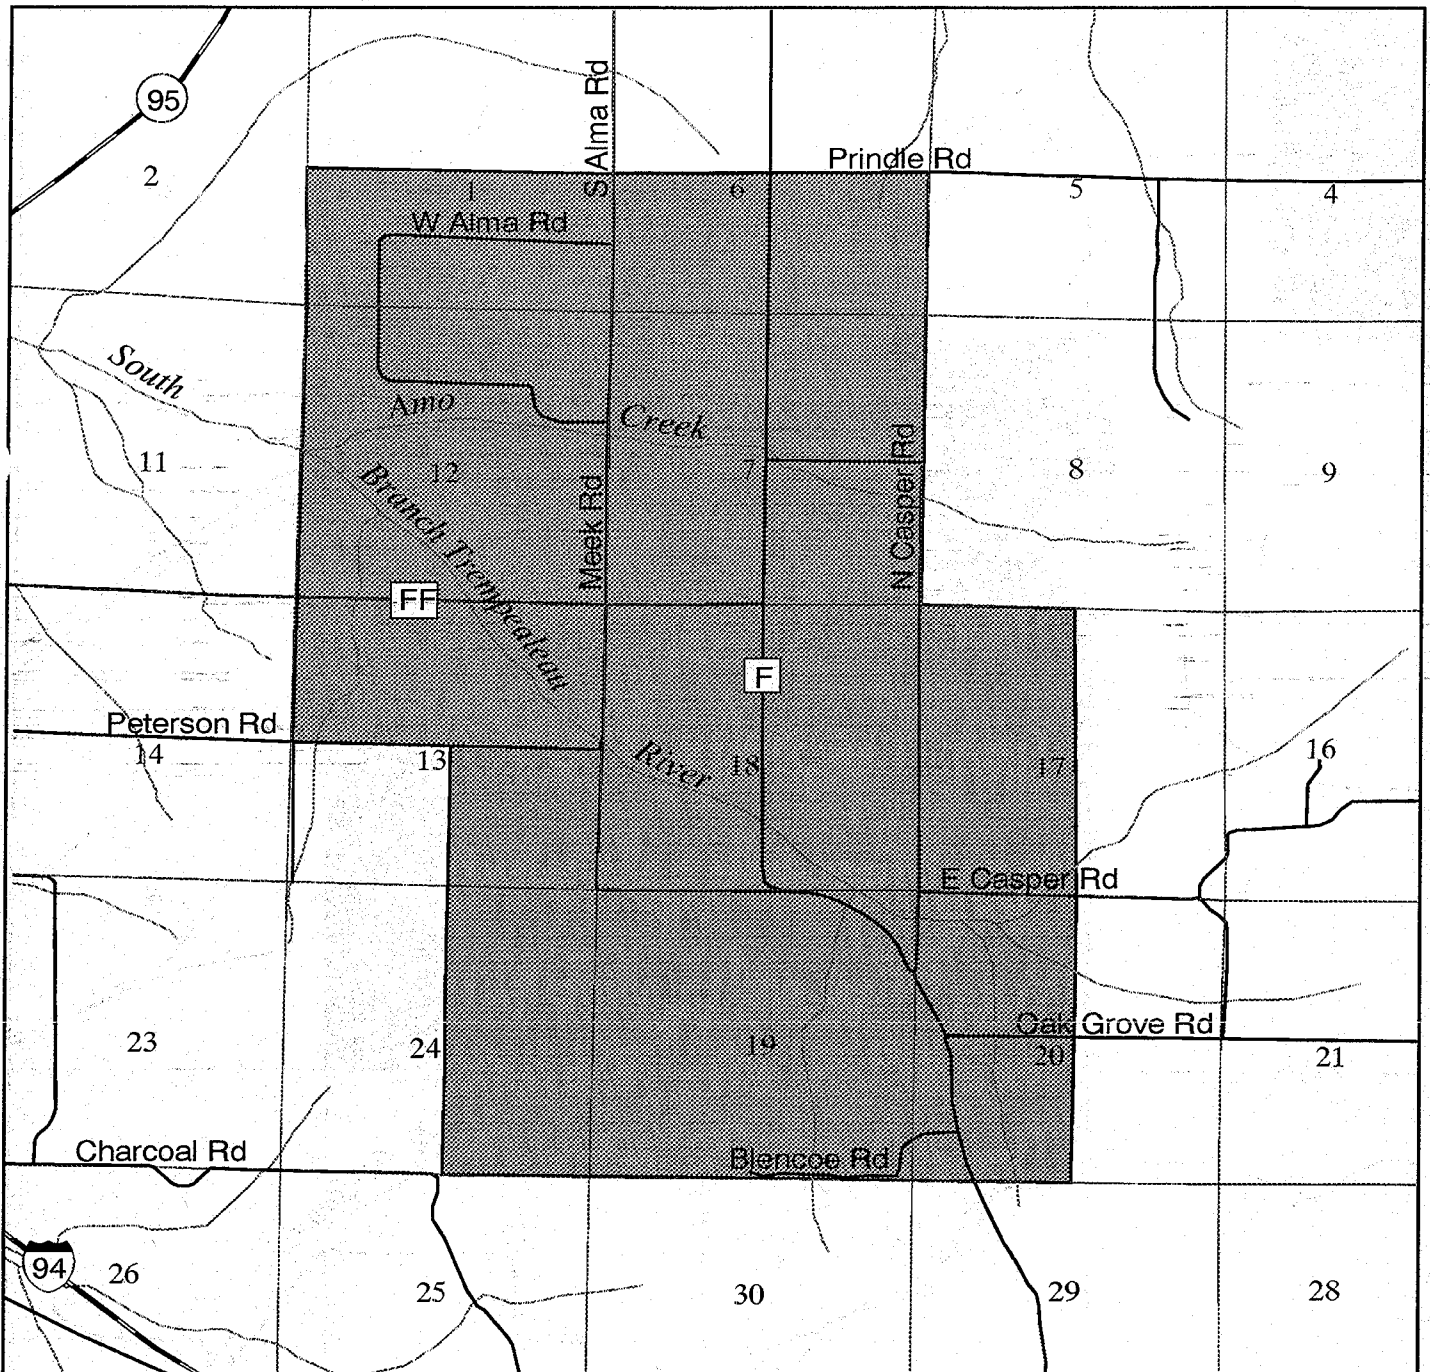 95
S Alma Rd
Prindle Rd
2
1
6
5
4
W Alma Rd
South
Amo Creek
11
12
7
8
9
Branch Trempealeau
Meek Rd
N Casper Rd
FF
F
Peterson Rd
14
13
River
18
17
16
E Casper Rd
23
24
19
Oak Grove Rd
20
21
Charcoal Rd
Blencoe Rd
94
26
25
30
29
28